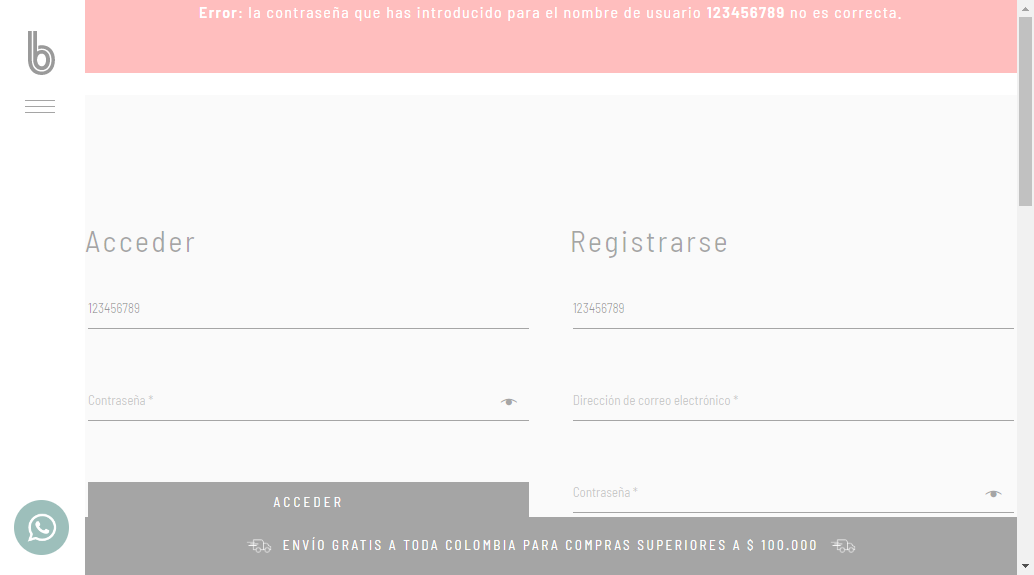 Error: la contraseña que has introducido para el nombre de usuario 123456789 no es correcta.
b
Acceder
Registrarse
123456789
123456789
Contraseña *
Dirección de correo electrónico *
Contraseña *
ACCEDER
ENVÍO GRATIS A TODA COLOMBIA PARA COMPRAS SUPERIORES A $ 100.000